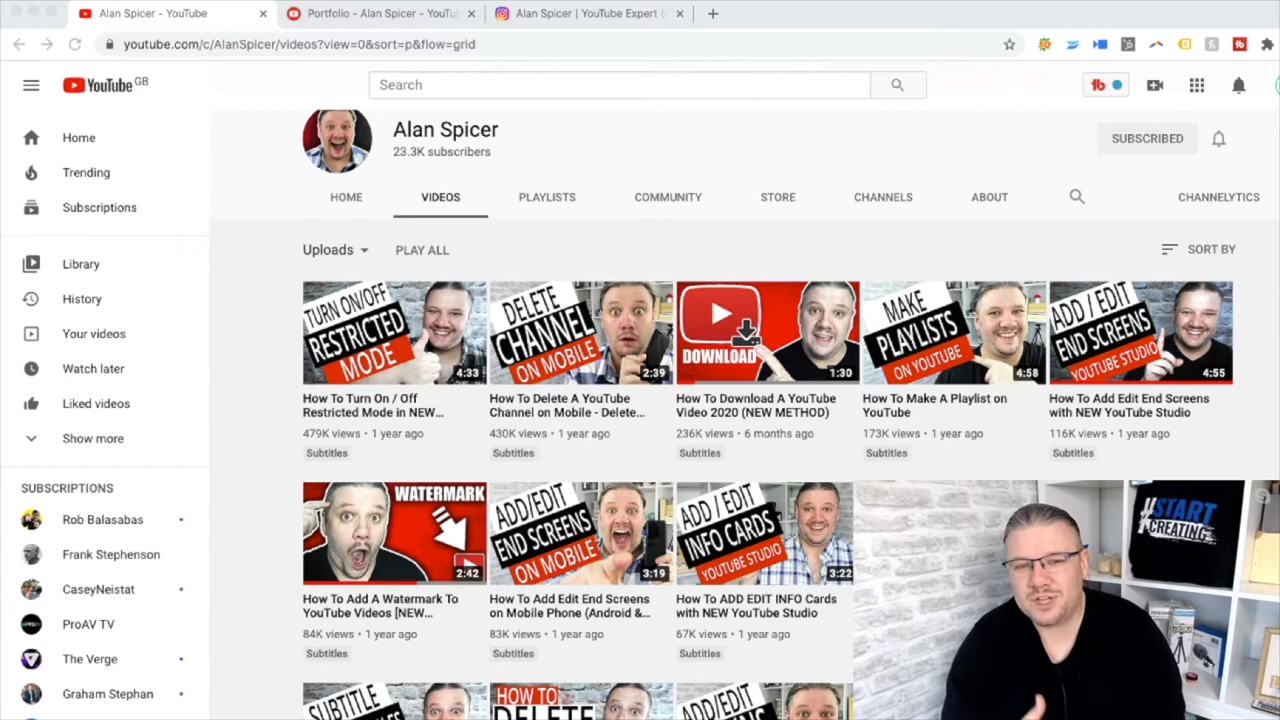 Alan Spicer - YouTube
Portfolio - Alan Spicer - YouTu
Alan Spicer | YouTube Expert (
youtube.com/c/AlanSpicer/videos?view=0&sort=p&flow=grid
YouTube GB
Search
tb
Home
Trending
Subscriptions
Library
History
Your videos
Watch later
Liked videos
Show more
SUBSCRIPTIONS
Rob Balasabas
Frank Stephenson
CaseyNeistat
ProAV TV
The Verge
Graham Stephan
Alan Spicer
23.3K subscribers
SUBSCRIBED
HOME
VIDEOS
PLAYLISTS
COMMUNITY
STORE
CHANNELS
ABOUT
CHANNELYTICS
Uploads
PLAY ALL
SORT BY
TURN ON/OFF
RESTRICTED
MODE
4:33
How To Turn On / Off
Restricted Mode in NEW...
479K views • 1 year ago
Subtitles
DELETE
CHANNEL
ON MOBILE
2:39
How To Delete A YouTube
Channel on Mobile - Delete...
430K views • 1 year ago
Subtitles
DOWNLOAD
1:30
How To Download A YouTube
Video 2020 (NEW METHOD)
236K views • 6 months ago
Subtitles
MAKE
PLAYLISTS
ON YOUTUBE
4:58
How To Make A Playlist on
YouTube
173K views • 1 year ago
Subtitles
ADD / EDIT
END SCREENS
YOUTUBE STUDIO
4:55
How To Add Edit End Screens
with NEW YouTube Studio
116K views • 1 year ago
Subtitles
WATERMARK
2:42
How To Add A Watermark To
YouTube Videos [NEW...
84K views • 1 year ago
Subtitles
ADD/EDIT
END SCREENS
ON MOBILE
3:19
How To Add Edit End Screens
on Mobile Phone (Android &...
83K views • 1 year ago
Subtitles
ADD / EDIT
INFO CARDS
YOUTUBE STUDIO
3:22
How To ADD EDIT INFO Cards
with NEW YouTube Studio
67K views • 1 year ago
Subtitles
#START
CREATING
SUBTITLE
HOW TO
DELETE
ADD/EDIT